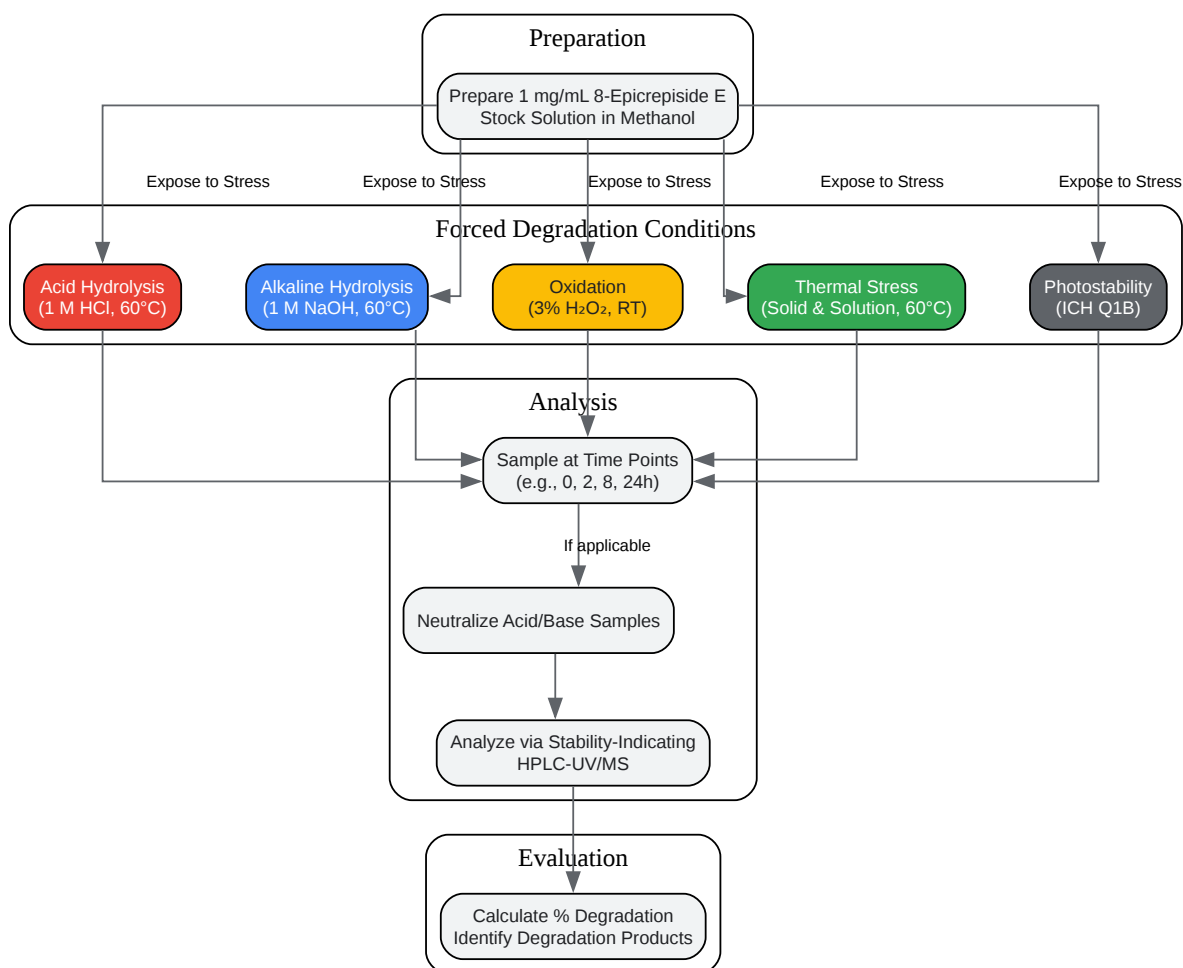 Preparation
Prepare 1 mg/mL 8-Epicrepiside E
Stock Solution in Methanol
Expose to Stress
Expose to Stress
Expose to Stress
Expose to Stress
Expose to Stress
Forced Degradation Conditions
Acid Hydrolysis
(1 M HCl, 60°C)
Alkaline Hydrolysis
(1 M NaOH, 60°C)
Oxidation
(3% H₂O₂, RT)
Thermal Stress
(Solid & Solution, 60°C)
Photostability
(ICH Q1B)
Analysis
Sample at Time Points
(e.g., 0, 2, 8, 24h)
If applicable
Neutralize Acid/Base Samples
Analyze via Stability-Indicating
HPLC-UV/MS
Evaluation
Calculate % Degradation
Identify Degradation Products